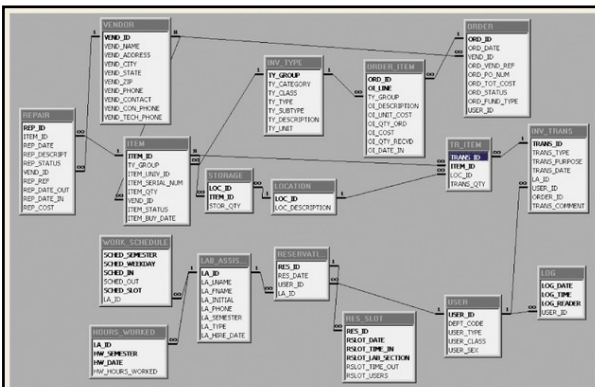 VENDOR
VEND_ID
VEND_NAME
VEND_ADDRESS
VEND_CITY
VEND_STATE
VEND_ZIP
VEND_PHONE
VEND_CONTACT
VEND_CON_PHONE
VEND_TECH_PHONE
INV_TYPE
TY_GROUP
TY_CATEGORY
TY_CLASS
TY_TYPE
TY_SUBTYPE
TY_DESCRIPTION
TY_UNIT
ORDER_ITEM
ORD_ID
OI_LINE
TY_GROUP
OI_DESCRIPTION
OI_UNIT_COST
OI_QTY_ORD
OI_COST
OI_QTY_RECVD
OI_DATE_IN
ORDER
ORD_ID
ORD_DATE
VEND_ID
ORD_VEND_REF
ORD_PO_NUM
ORD_TOT_COST
ORD_STATUS
ORD_FUND_TYPE
USER_ID
REPAIR
REP_ID
ITEM_ID
REP_DATE
REP_DESCRIPT
REP_STATUS
VEND_ID
REP_REF
REP_DATE_OUT
REP_DATE_IN
REP_COST
ITEM
ITEM_ID
TY_GROUP
ITEM_UNIV_ID
ITEM_SERIAL_NUM
ITEM_QTY
VEND_ID
ITEM_STATUS
ITEM_BUY_DATE
STORAGE
LOC_ID
ITEM_ID
STOR_QTY
LOCATION
LOC_ID
LOC_DESCRIPTION
TR_ITEM
TRANS_ID
ITEM_ID
LOC_ID
TRANS_QTY
INV_TRANS
TRANS_ID
TRANS_TYPE
TRANS_PURPOSE
TRANS_DATE
LA_ID
USER_ID
ORDER_ID
TRANS_COMMENT
WORK_SCHEDULE
SCHED_SEMESTER
SCHED_WEEKDAY
SCHED_IN
SCHED_OUT
SCHED_SLOT
LA_ID
LAB_ASSIS...
LA_ID
LA_LNAME
LA_FNAME
LA_INITIAL
LA_PHONE
LA_SEMESTER
LA_TYPE
LA_HIRE_DATE
RESERVATI...
RES_ID
RES_DATE
USER_ID
LA_ID
HOURS_WORKED
LA_ID
HW_SEMESTER
HW_DATE
HW_HOURS_WORKED
RES_SLOT
RES_ID
RSLOT_DATE
RSLOT_TIME_IN
RSLOT_LAB_SECTION
RSLOT_TIME_OUT
RSLOT_USERS
USER
USER_ID
DEPT_CODE
USER_TYPE
USER_CLASS
USER_SEX
LOG
LOG_DATE
LOG_TIME
LOG_READER
USER_ID